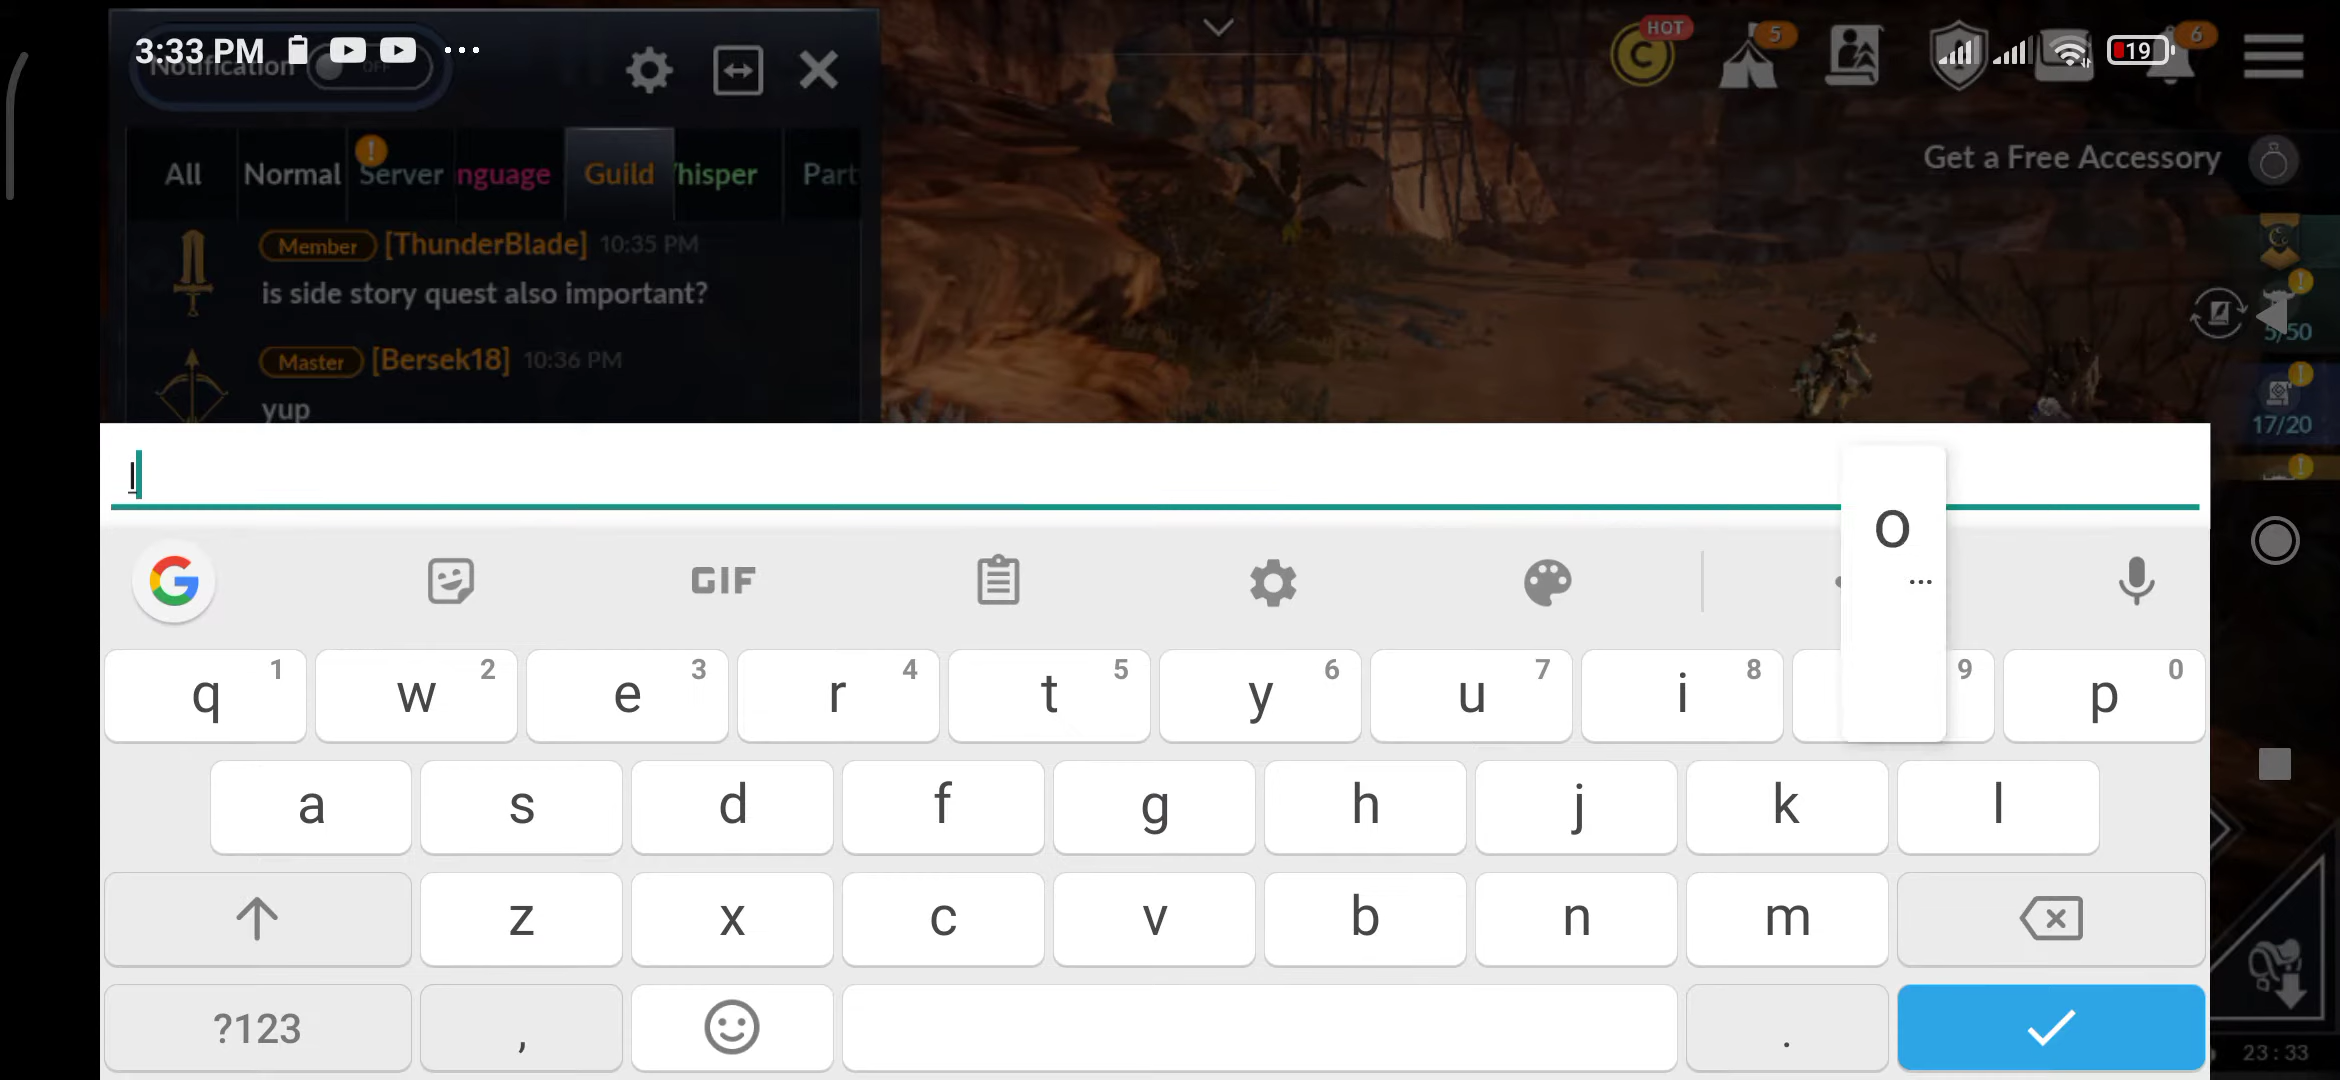 3:33 PM
19
Notification OFF
HOT
5
6
Get a Free Accessory
All Normal Server nguage Guild hisper Part
Member [ThunderBlade] 10:35 PM
is side story quest also important?
Master [Bersek18] 10:36 PM
yup
5/50
17/20
l
o
...
G GIF
q 1 w 2 e 3 r 4 t 5 y 6 u 7 i 8 9 p 0
a s d f g h j k l
z x c v b n m
?123 , .
23:33